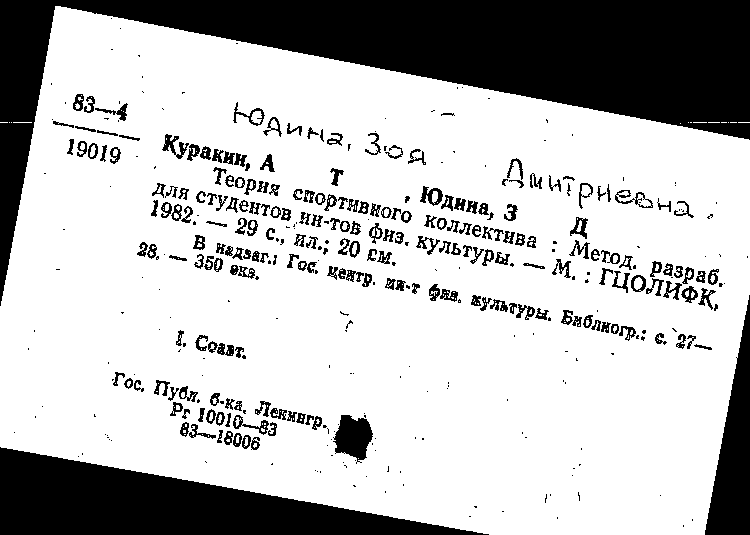 83—4
19019
Юдина, Зоя Дмитриевна.
Куракин, А Т , Юдина, З Д
Теория спортивного коллектива : Метод. разраб.
для студентов ин-тов физ. культуры. — М. : ГЦОЛИФК,
1982. — 29 с., ил.; 20 см.
В надзаг.: Гос. центр. ин-т физ. культуры. Библиогр.: с. 27—
28. — 350 экз.
I. Соавт.
Гос. Публ. б-ка. Ленингр.
Рг 10010—83
83—18006